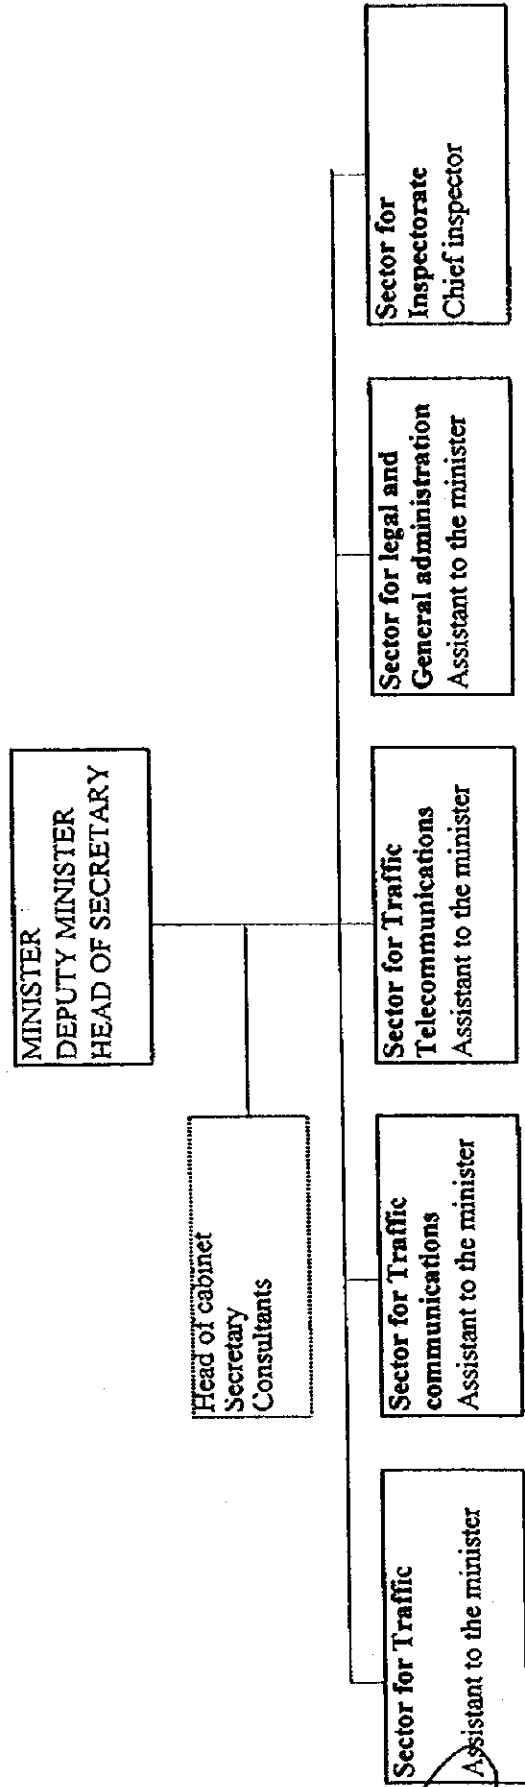 MINISTER
DEPUTY MINISTER
HEAD OF SECRETARY
Head of cabinet
Secretary
Consultants
Sector for Traffic
Assistant to the minister
Sector for Traffic
communications
Assistant to the minister
Sector for Traffic
Telecommunications
Assistant to the minister
Sector for legal and
General administration
Assistant to the minister
Sector for
Inspectorate
Chief inspector